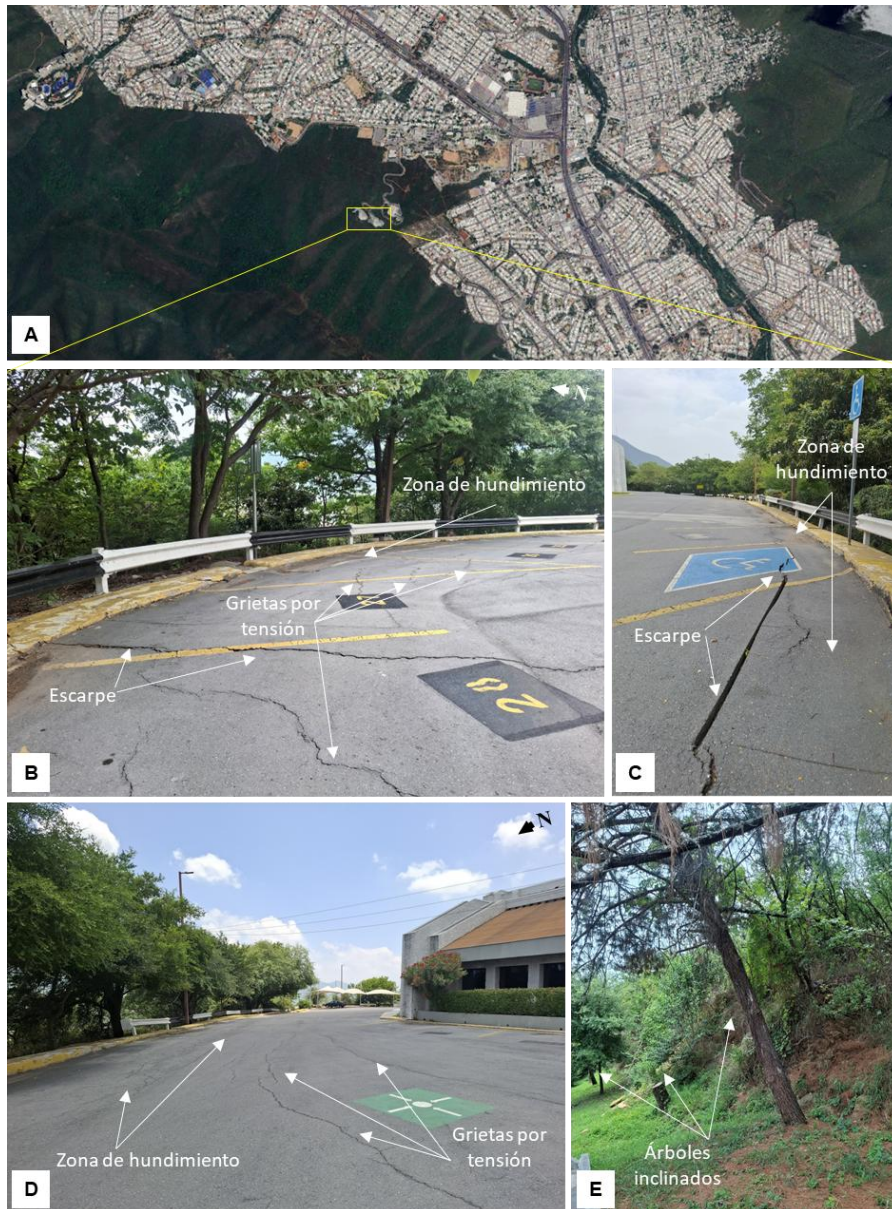 A
N
Zona de hundimiento
Grietas por
tensión
Escarpe
2
B
Zona de
hundimiento
Escarpe
C
N
Zona de hundimiento
Grietas por
tensión
D
Árboles
inclinados
E